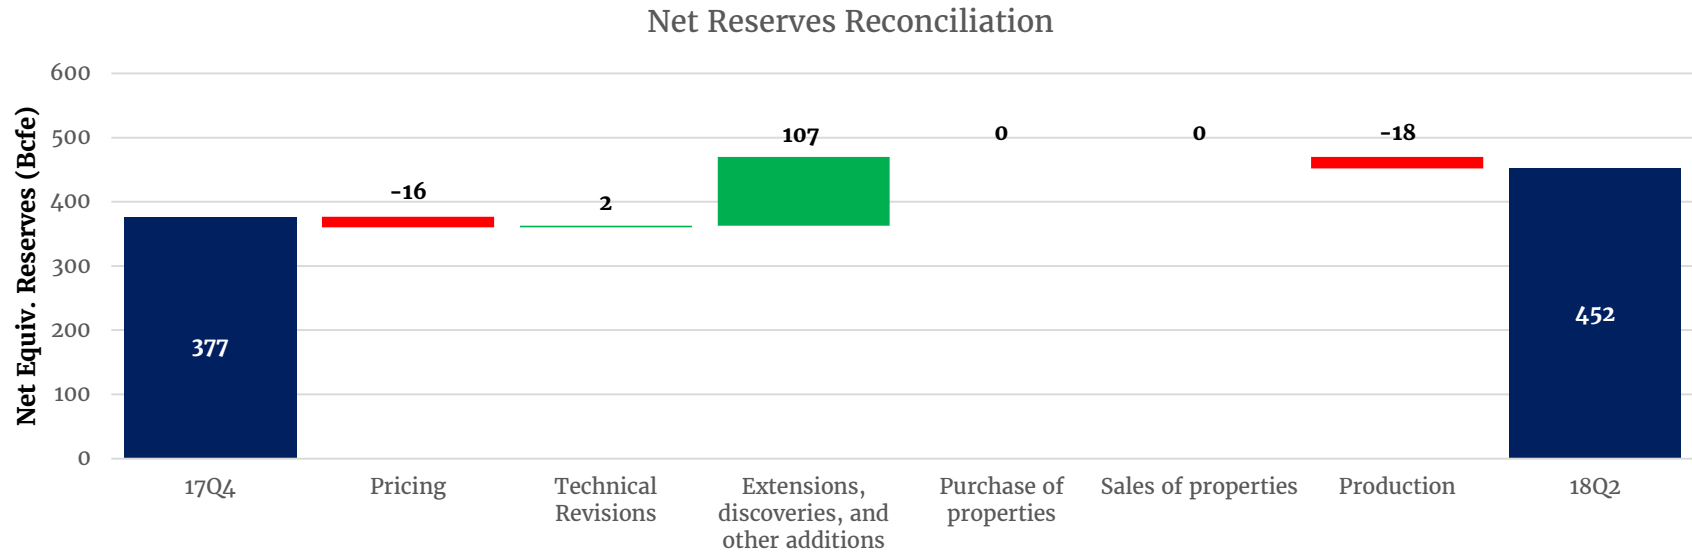 Net Reserves Reconciliation
Net Equiv. Reserves (Bcfe)
600
500
400
300
200
100
0
377
-16
2
107
0
0
-18
452
17Q4
Pricing
Technical
Revisions
Extensions,
discoveries, and
other additions
Purchase of
properties
Sales of properties
Production
18Q2